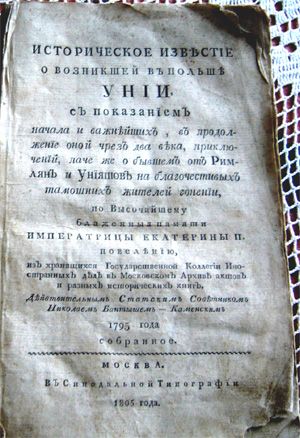 ИСТОРИЧЕСКОЕ ИЗВѢСТІЕ
О ВОЗНИКШЕЙ ВЪ ПОЛЬШѢ
УНІИ,
съ показаніемъ
начала и важнѣйшихъ, въ продол-
женіе оной чрезъ два вѣка, приклю-
ченій, паче же о бывшемъ отъ Рим-
лянъ и Уніятовъ на благочестивыхъ
тамошнихъ жителей гоненіи,
по Высочайшему
блаженныя памяти
ИМПЕРАТРИЦЫ ЕКАТЕРИНЫ II.
повелѣнію,
изъ хранящихся Государственной Коллегіи Ино-
странныхъ дѣлъ въ Московскомъ Архивѣ актовъ
и разныхъ историческихъ книгъ,
Дѣйствительнымъ Статскимъ Совѣтникомъ
Николаемъ Бантышемъ - Каменскимъ
1795 года
собранное.
МОСКВА.
Въ Синодальной Типографіи
1805 года.